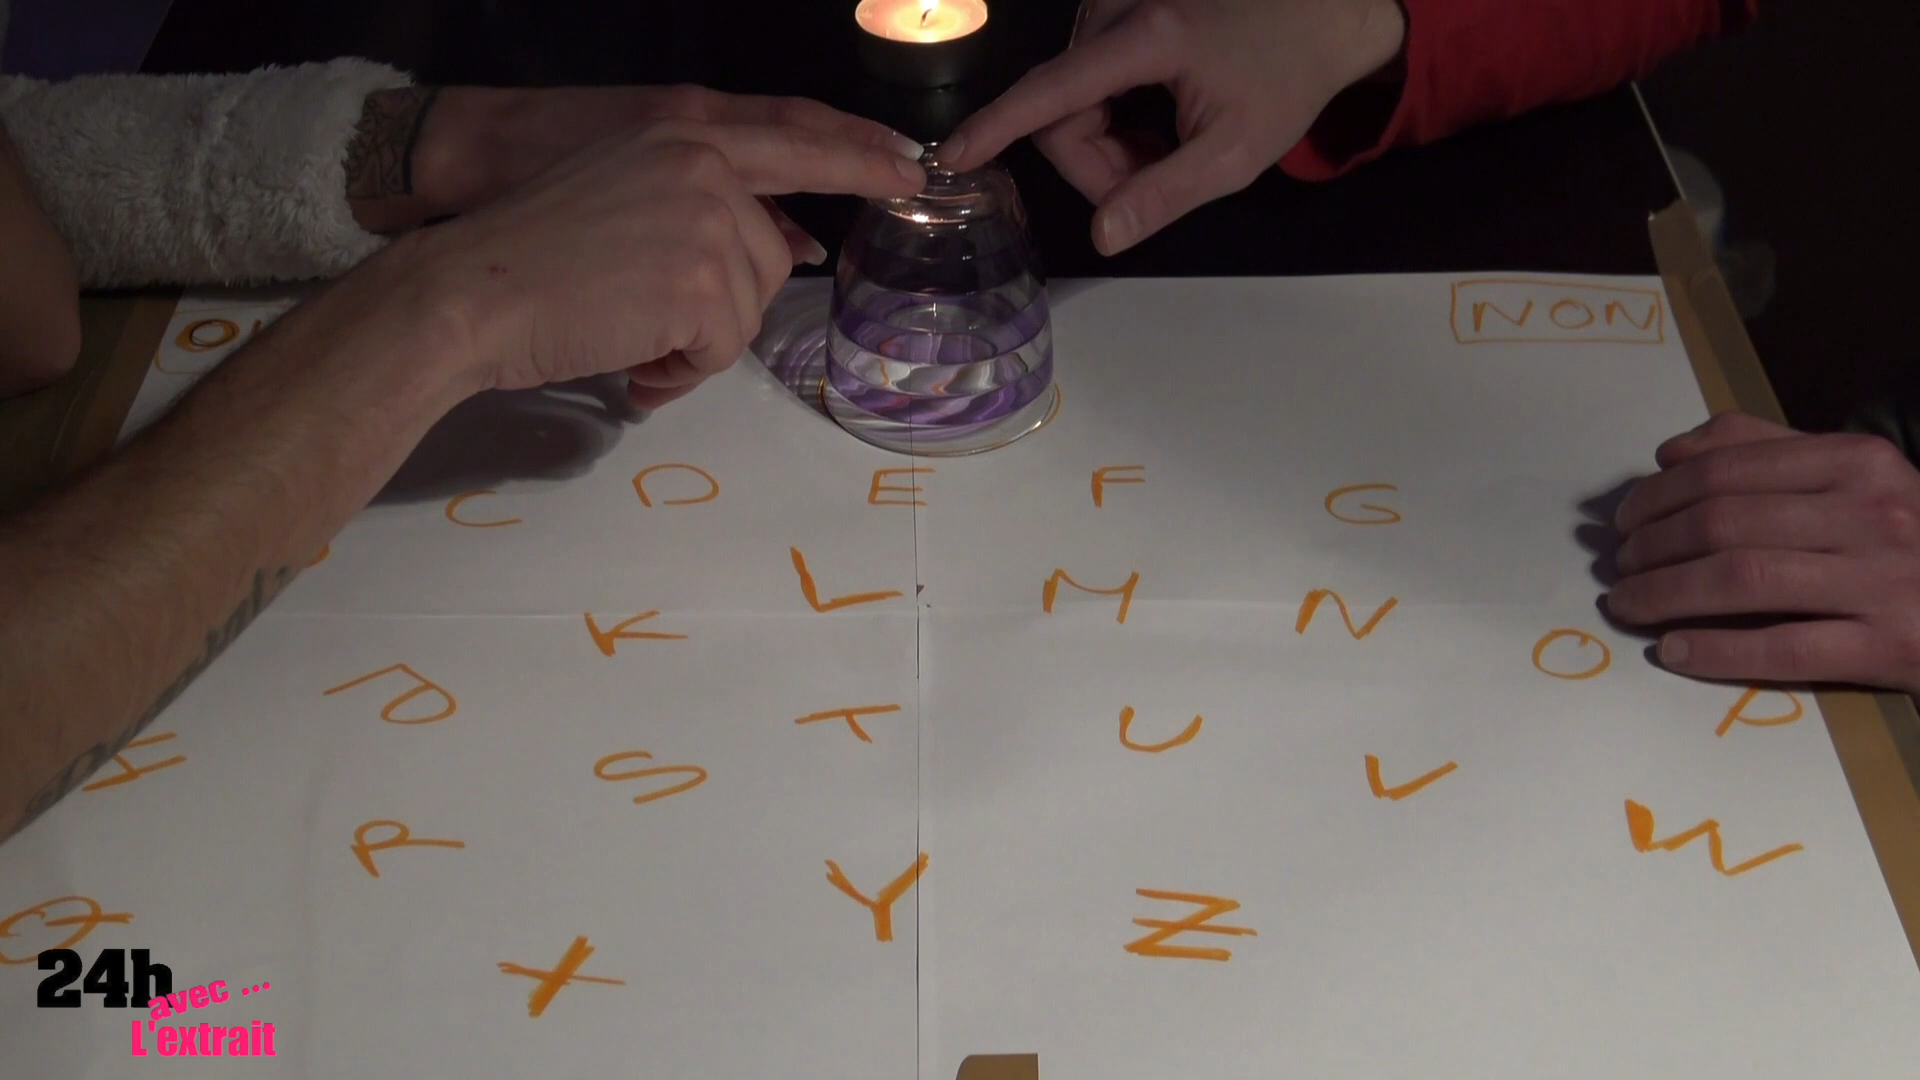 NON
C D E F G
K L M N O P
H R S T U V W
Q X Y Z
24h
avec ...
L'extrait